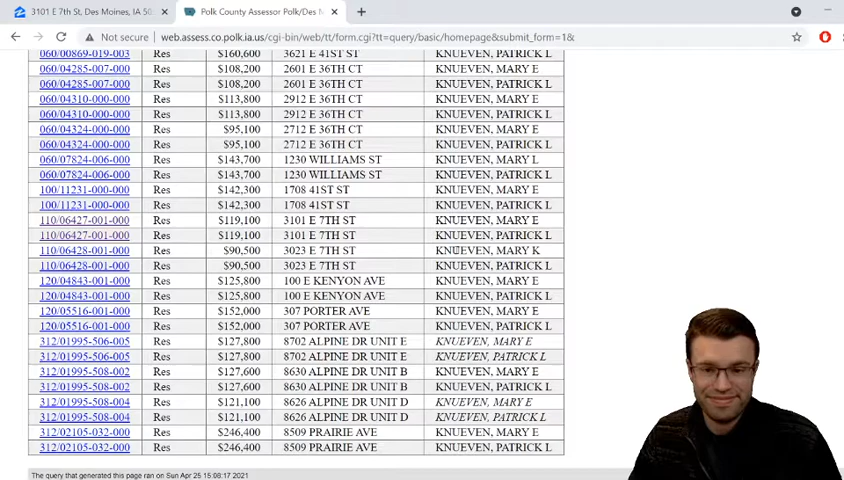 3101 E 7th St, Des Moines, IA 50
Polk County Assessor Polk/Des M
Not secure web.assess.co.polk.ia.us/cgi-bin/web/tt/form.cgi?tt=query/basic/homepage&submit_form=1&
060/00869-019-003 Res $160,600 3621 E 41ST ST KNUEVEN, PATRICK L
060/04285-007-000 Res $108,200 2601 E 36TH CT KNUEVEN, MARY E
060/04285-007-000 Res $108,200 2601 E 36TH CT KNUEVEN, PATRICK L
060/04310-000-000 Res $113,800 2912 E 36TH CT KNUEVEN, MARY E
060/04310-000-000 Res $113,800 2912 E 36TH CT KNUEVEN, PATRICK L
060/04324-000-000 Res $95,100 2712 E 36TH CT KNUEVEN, MARY E
060/04324-000-000 Res $95,100 2712 E 36TH CT KNUEVEN, PATRICK L
060/07824-006-000 Res $143,700 1230 WILLIAMS ST KNUEVEN, MARY L
060/07824-006-000 Res $143,700 1230 WILLIAMS ST KNUEVEN, PATRICK L
100/11231-000-000 Res $142,300 1708 41ST ST KNUEVEN, MARY E
100/11231-000-000 Res $142,300 1708 41ST ST KNUEVEN, PATRICK L
110/06427-001-000 Res $119,100 3101 E 7TH ST KNUEVEN, MARY E
110/06427-001-000 Res $119,100 3101 E 7TH ST KNUEVEN, PATRICK L
110/06428-001-000 Res $90,500 3023 E 7TH ST KNUEVEN, MARY K
110/06428-001-000 Res $90,500 3023 E 7TH ST KNUEVEN, PATRICK L
120/04843-001-000 Res $125,800 100 E KENYON AVE KNUEVEN, MARY E
120/04843-001-000 Res $125,800 100 E KENYON AVE KNUEVEN, PATRICK L
120/05516-001-000 Res $152,000 307 PORTER AVE KNUEVEN, MARY E
120/05516-001-000 Res $152,000 307 PORTER AVE KNUEVEN, PATRICK L
312/01995-506-005 Res $127,800 8702 ALPINE DR UNIT E KNUEVEN, MARY E
312/01995-506-005 Res $127,800 8702 ALPINE DR UNIT E KNUEVEN, PATRICK L
312/01995-508-002 Res $127,600 8630 ALPINE DR UNIT B KNUEVEN, MARY E
312/01995-508-002 Res $127,600 8630 ALPINE DR UNIT B KNUEVEN, PATRICK L
312/01995-508-004 Res $121,100 8626 ALPINE DR UNIT D KNUEVEN, MARY E
312/01995-508-004 Res $121,100 8626 ALPINE DR UNIT D KNUEVEN, PATRICK L
312/02105-032-000 Res $246,400 8509 PRAIRIE AVE KNUEVEN, MARY E
312/02105-032-000 Res $246,400 8509 PRAIRIE AVE KNUEVEN, PATRICK L
The query that generated this page ran on Sun Apr 25 15:08:17 2021